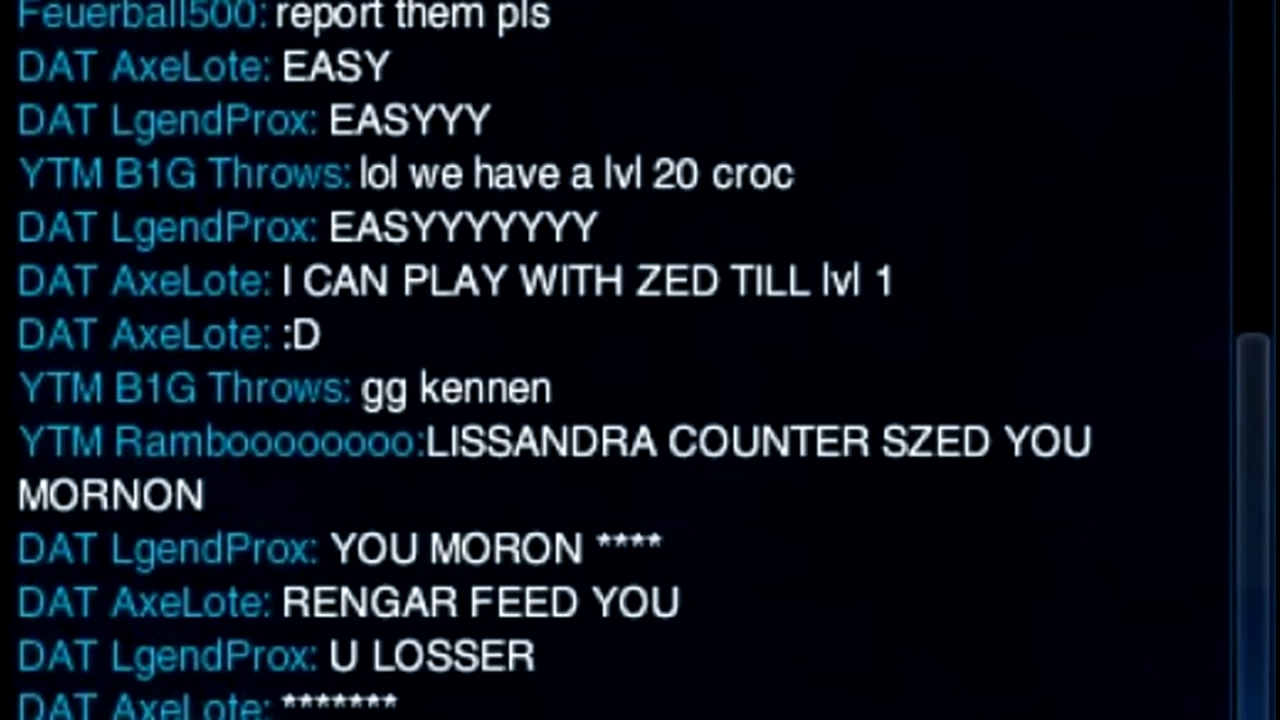 Feuerball500: report them pls
DAT AxeLote: EASY
DAT LgendProx: EASYYY
YTM B1G Throws: lol we have a lvl 20 croc
DAT LgendProx: EASYYYYYYY
DAT AxeLote: I CAN PLAY WITH ZED TILL lvl 1
DAT AxeLote: :D
YTM B1G Throws: gg kennen
YTM Ramboooooooo:LISSANDRA COUNTER SZED YOU
MORNON
DAT LgendProx: YOU MORON ****
DAT AxeLote: RENGAR FEED YOU
DAT LgendProx: U LOSSER
DAT AxeLote: *******